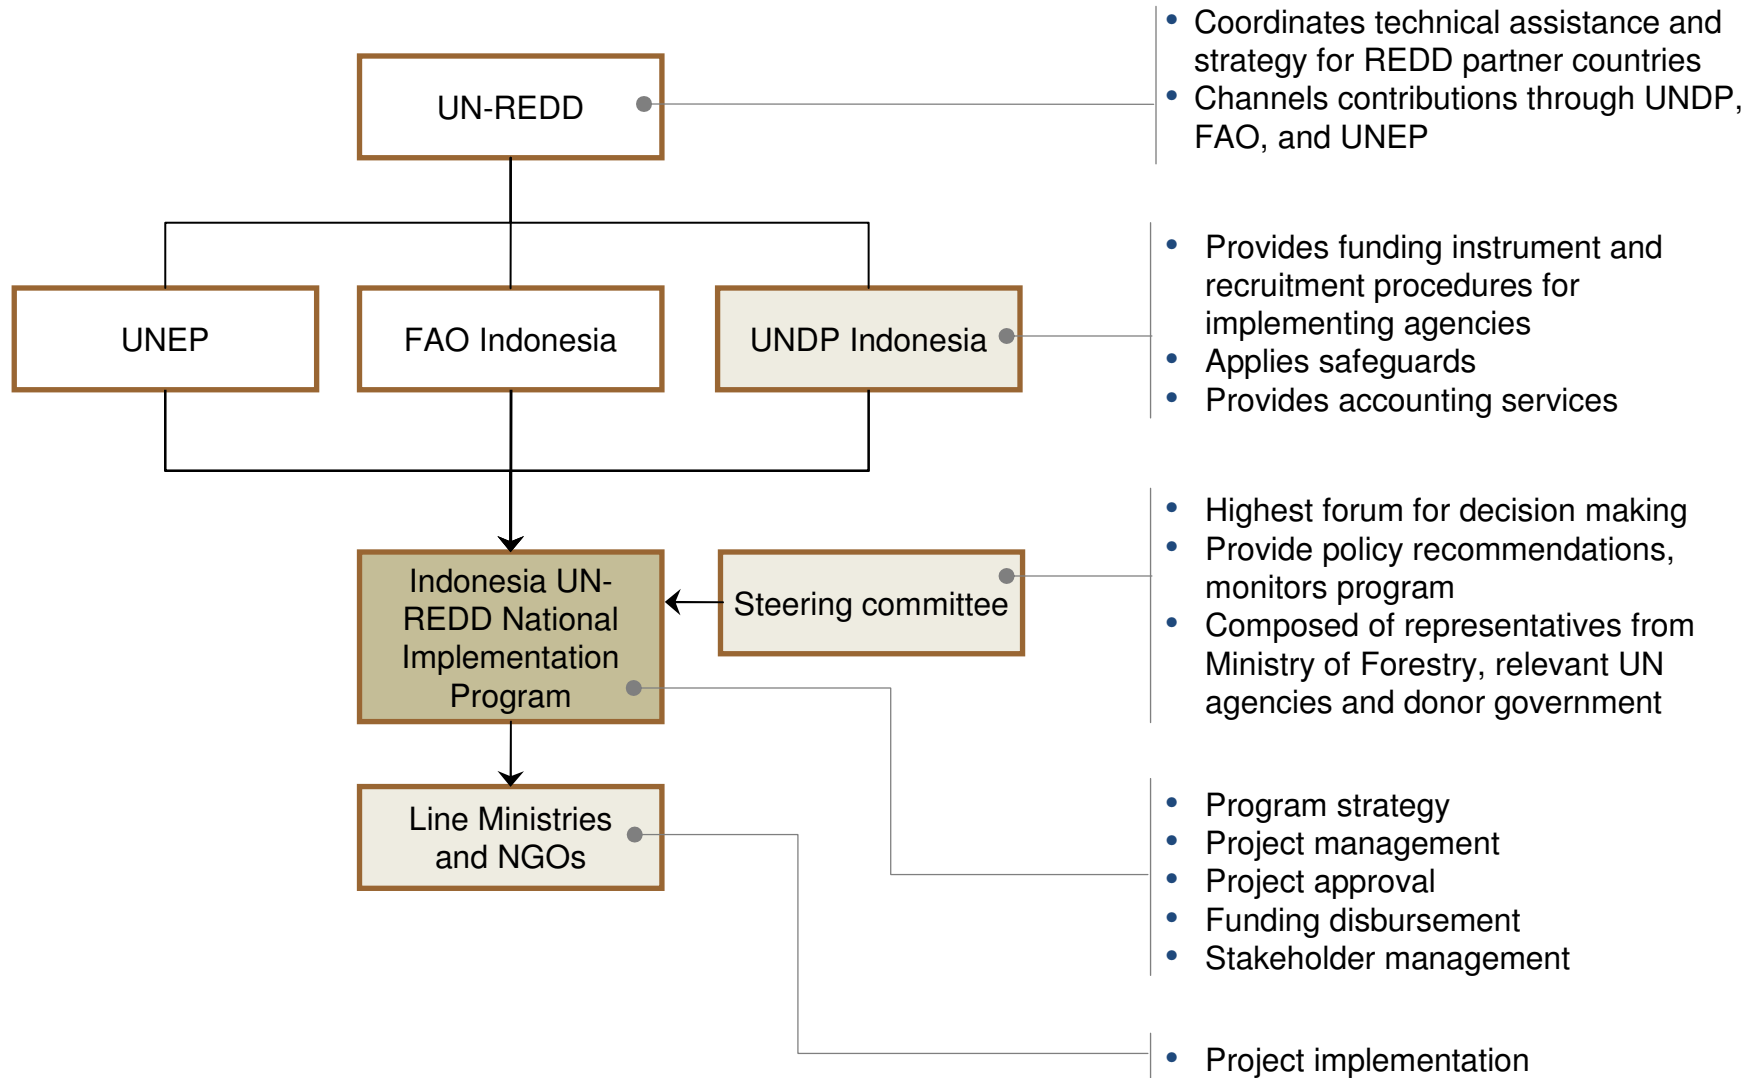 UN-REDD
• Coordinates technical assistance and
strategy for REDD partner countries
• Channels contributions through UNDP,
FAO, and UNEP
UNEP
FAO Indonesia
UNDP Indonesia
• Provides funding instrument and
recruitment procedures for
implementing agencies
• Applies safeguards
• Provides accounting services
Indonesia UN-
REDD National
Implementation
Program
Steering committee
• Highest forum for decision making
• Provide policy recommendations,
monitors program
• Composed of representatives from
Ministry of Forestry, relevant UN
agencies and donor government
Line Ministries
and NGOs
• Program strategy
• Project management
• Project approval
• Funding disbursement
• Stakeholder management
• Project implementation